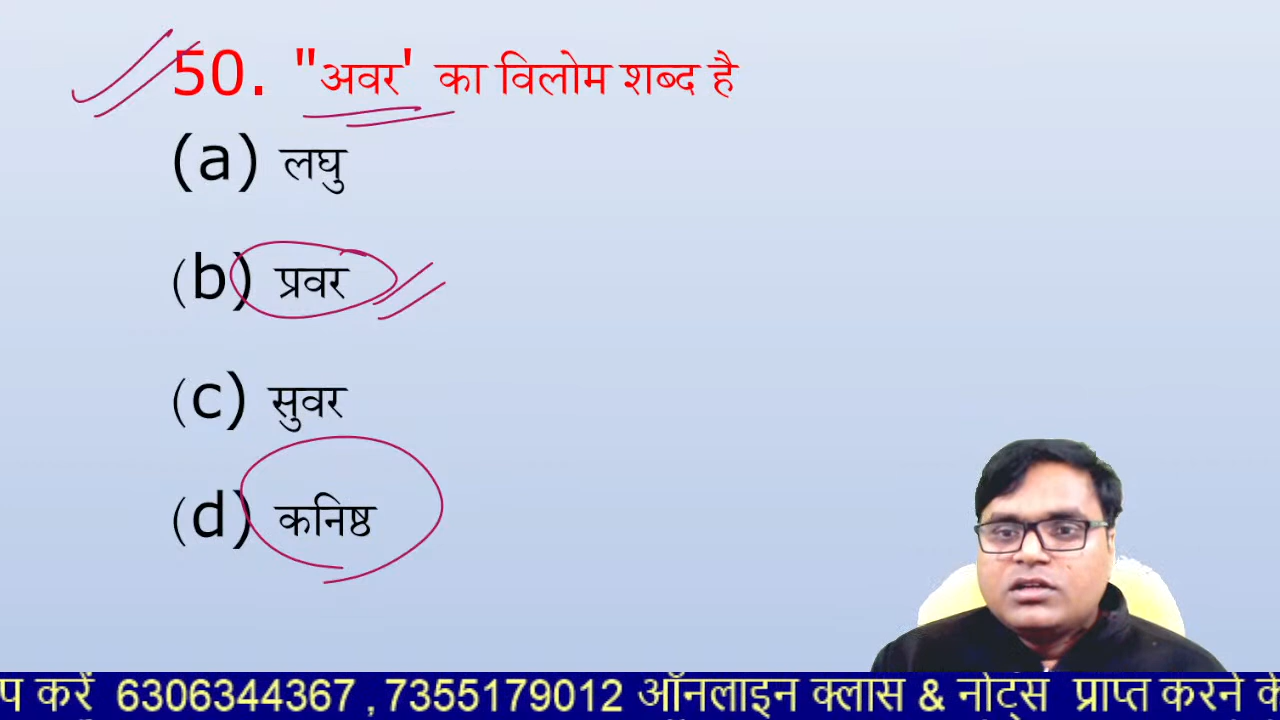 50. "अवर' का विलोम शब्द है
(a) लघु
(b) प्रवर
(c) सुवर
(d) कनिष्ठ
प करें 6306344367 , 7355179012 ऑनलाइन क्लास & नोट्स प्राप्त करने के